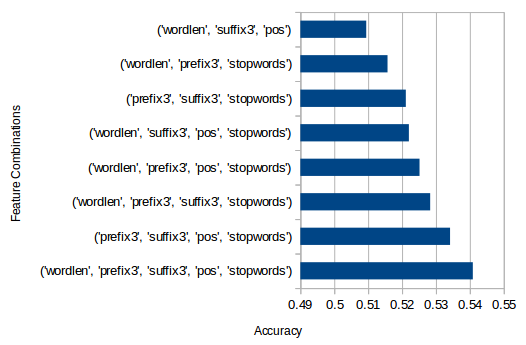 ('wordlen', 'suffix3', 'pos')
('wordlen', 'prefix3', 'stopwords')
('prefix3', 'suffix3', 'stopwords')
('wordlen', 'suffix3', 'pos', 'stopwords')
('wordlen', 'prefix3', 'pos', 'stopwords')
('wordlen', 'prefix3', 'suffix3', 'stopwords')
('prefix3', 'suffix3', 'pos', 'stopwords')
('wordlen', 'prefix3', 'suffix3', 'pos', 'stopwords')
Feature Combinations
0.49 0.5 0.51 0.52 0.53 0.54 0.55
Accuracy